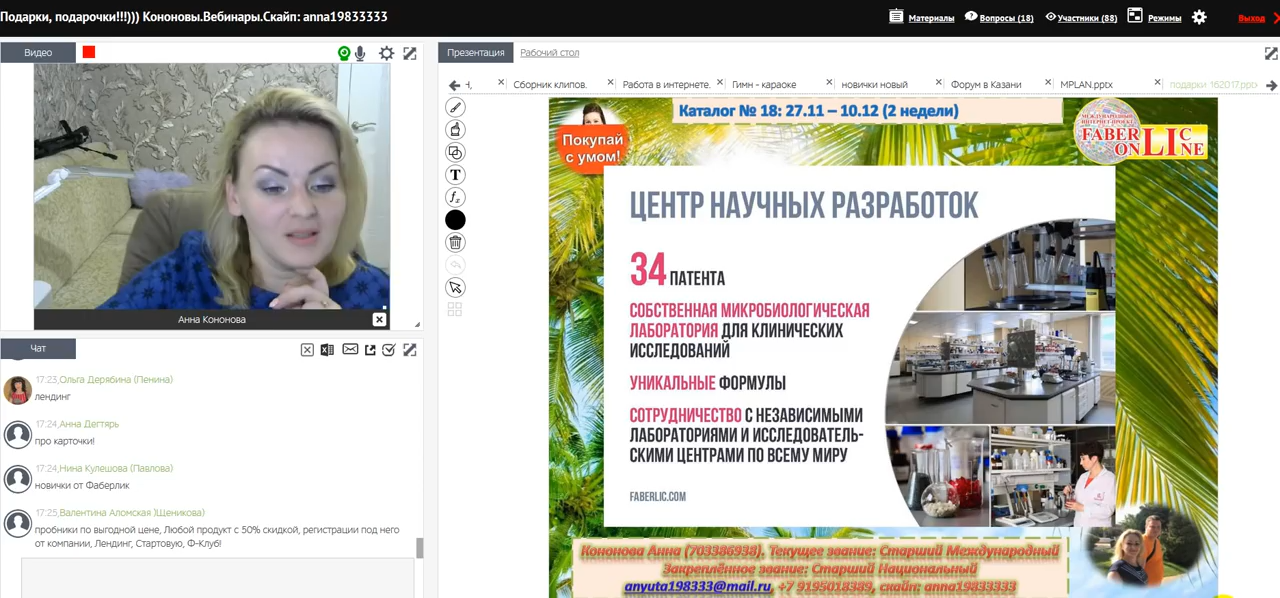 Подарки, подарочки!!!))) Кононовы.Вебинары.Скайп: anna19833333
Материалы Вопросы (18) Участники (88) Режимы Выход
Видео
Презентация Рабочий стол
Сборник клипов. Работа в интернете. Гимн - караоке новички новый Форум в Казани MPLAN.pptx подарки 162017.pptx
Каталог № 18: 27.11 – 10.12 (2 недели)
Покупай
с умом!
МЕЖДУНАРОДНЫЙ
ИНТЕРНЕТ-ПРОЕКТ
FABERLIC
ONLINE
ЦЕНТР НАУЧНЫХ РАЗРАБОТОК
34 ПАТЕНТА
СОБСТВЕННАЯ МИКРОБИОЛОГИЧЕСКАЯ
ЛАБОРАТОРИЯ ДЛЯ КЛИНИЧЕСКИХ
ИССЛЕДОВАНИЙ
УНИКАЛЬНЫЕ ФОРМУЛЫ
СОТРУДНИЧЕСТВО С НЕЗАВИСИМЫМИ
ЛАБОРАТОРИЯМИ И ИССЛЕДОВАТЕЛЬ-
СКИМИ ЦЕНТРАМИ ПО ВСЕМУ МИРУ
FABERLIC.COM
Кононова Анна (703386938). Текущее звание: Старший Международный
Закреплённое звание: Старший Национальный
anyuta198333@mail.ru, +7 9195018389, скайп: anna19833333
Анна Кононова
Чат
17:23,Ольга Дерябина (Пенина)
лендинг
17:24,Анна Дегтярь
про карточки!
17:24,Нина Кулешова (Павлова)
новички от Фаберлик
17:25,Валентина Аломская )Щеникова)
пробники по выгодной цене, Любой продукт с 50% скидкой, регистрации под него
от компании, Лендинг, Стартовую, Ф-Клуб!